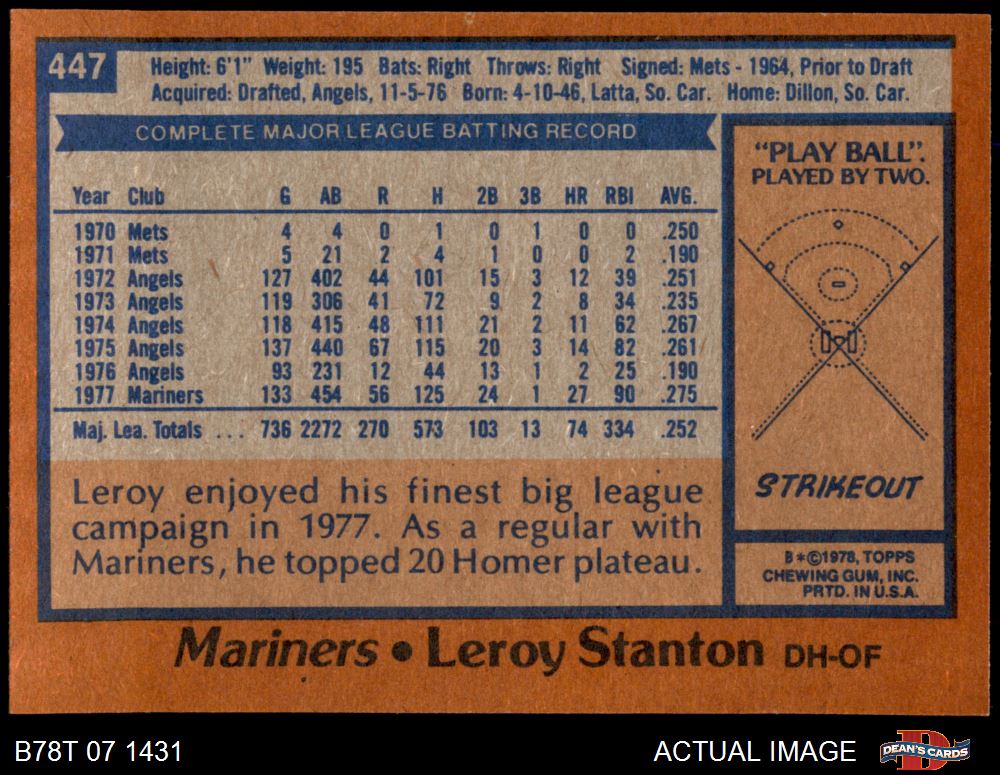 447
Height: 6'1" Weight: 195 Bats: Right Throws: Right Signed: Mets - 1964, Prior to Draft
Acquired: Drafted, Angels, 11-5-76 Born: 4-10-46, Latta, So. Car. Home: Dillon, So. Car.
COMPLETE MAJOR LEAGUE BATTING RECORD
Year Club G AB R H 2B 3B HR RBI AVG.
1970 Mets 4 4 0 1 0 1 0 0 .250
1971 Mets 5 21 2 4 1 0 0 2 .190
1972 Angels 127 402 44 101 15 3 12 39 .251
1973 Angels 119 306 41 72 9 2 8 34 .235
1974 Angels 118 415 48 111 21 2 11 62 .267
1975 Angels 137 440 67 115 20 3 14 82 .261
1976 Angels 93 231 12 44 13 1 2 25 .190
1977 Mariners 133 454 56 125 24 1 27 90 .275
Maj. Lea. Totals ... 736 2272 270 573 103 13 74 334 .252
Leroy enjoyed his finest big league
campaign in 1977. As a regular with
Mariners, he topped 20 Homer plateau.
"PLAY BALL".
PLAYED BY TWO.
STRIKEOUT
B*©1978, TOPPS
CHEWING GUM, INC.
PRTD. IN U.S.A.
Mariners • Leroy Stanton DH-OF
B78T 07 1431
ACTUAL IMAGE
D
DEAN'S CARDS